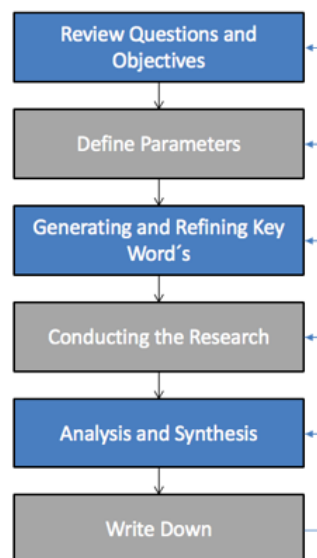 Review Questions and
Objectives
Define Parameters
Generating and Refining Key
Word´s
Conducting the Research
Analysis and Synthesis
Write Down